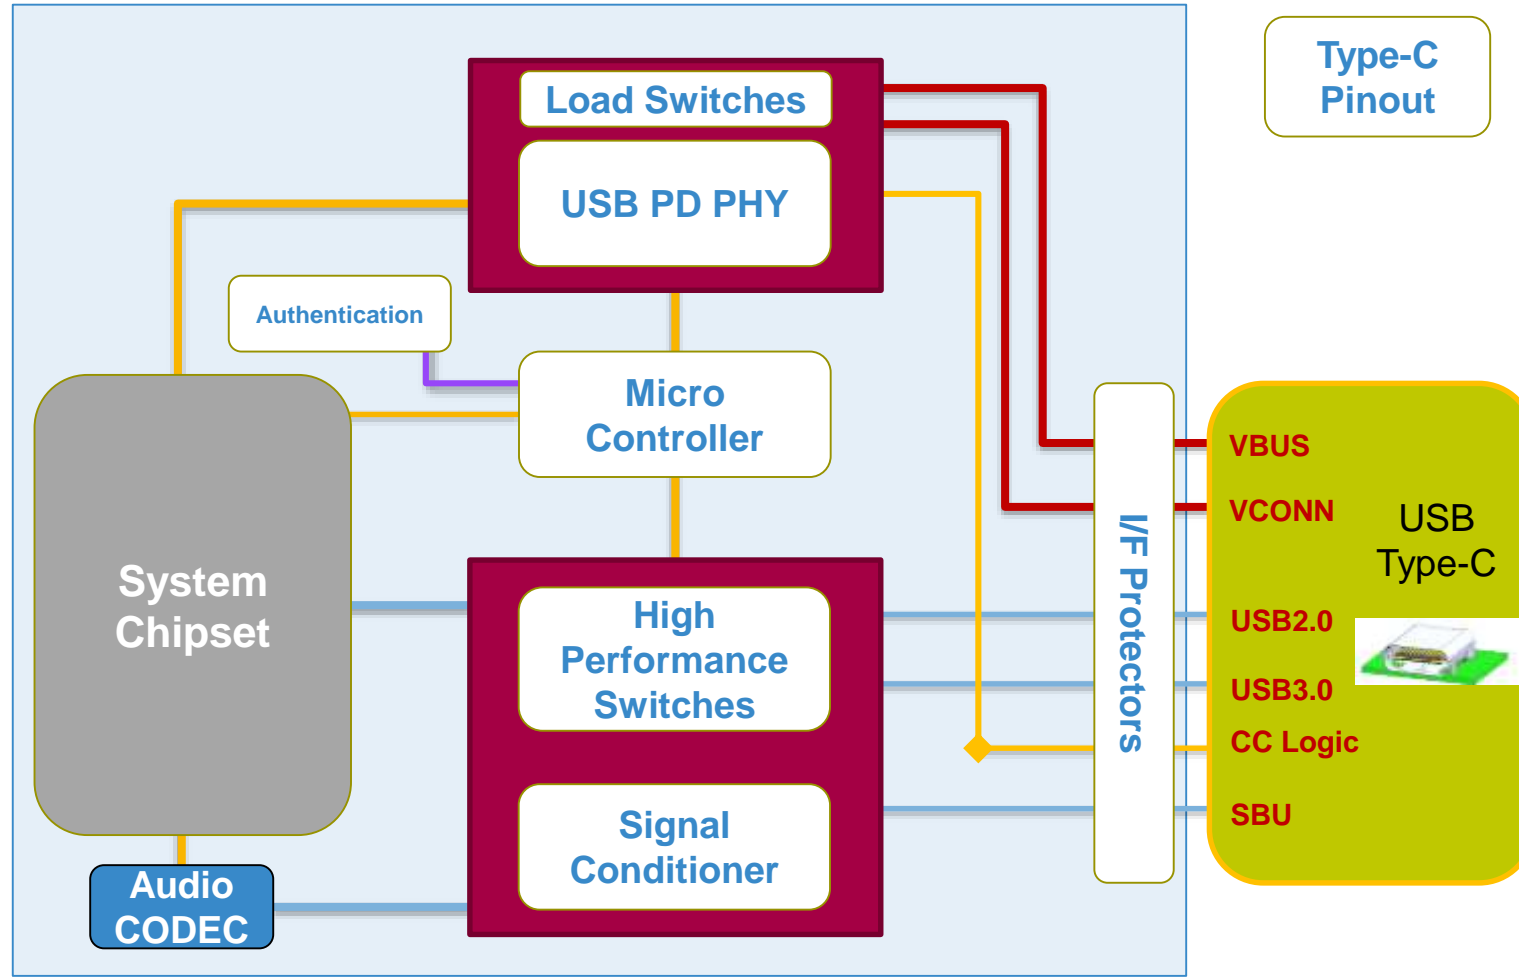 Type-C
Pinout
Load Switches
USB PD PHY
Authentication
Micro
Controller
System
Chipset
High
Performance
Switches
Signal
Conditioner
Audio
CODEC
I/F Protectors
VBUS
VCONN
USB
Type-C
USB2.0
USB3.0
CC Logic
SBU